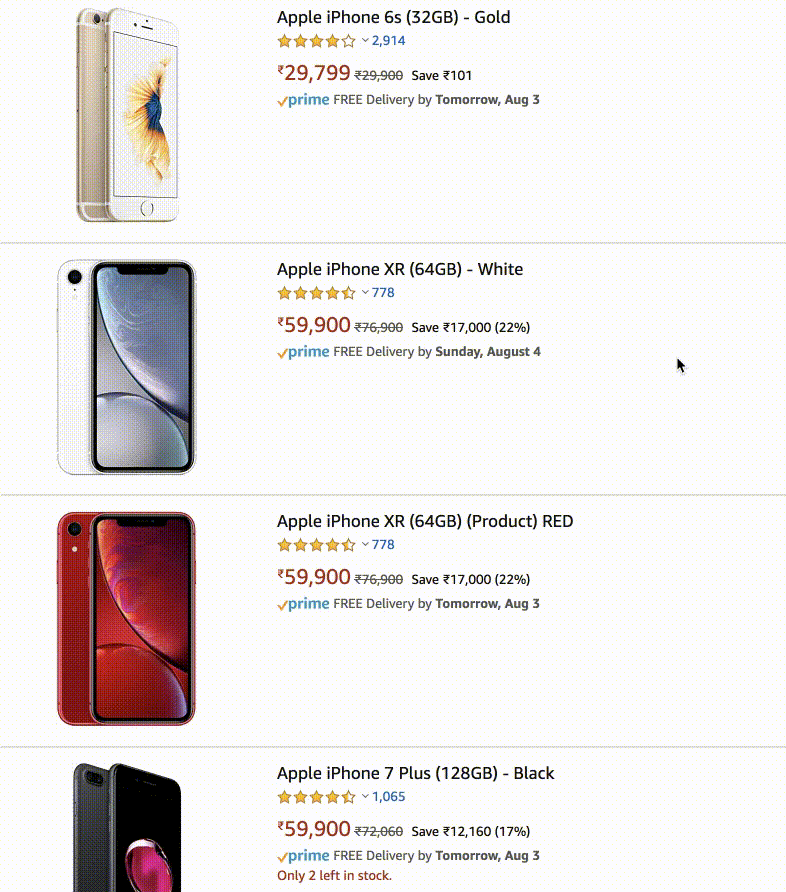 Apple iPhone 6s (32GB) - Gold
2,914
₹29,799 ₹29,900 Save ₹101
prime FREE Delivery by Tomorrow, Aug 3
Apple iPhone XR (64GB) - White
778
₹59,900 ₹76,900 Save ₹17,000 (22%)
prime FREE Delivery by Sunday, August 4
Apple iPhone XR (64GB) (Product) RED
778
₹59,900 ₹76,900 Save ₹17,000 (22%)
prime FREE Delivery by Tomorrow, Aug 3
Apple iPhone 7 Plus (128GB) - Black
1,065
₹59,900 ₹72,060 Save ₹12,160 (17%)
prime FREE Delivery by Tomorrow, Aug 3
Only 2 left in stock.